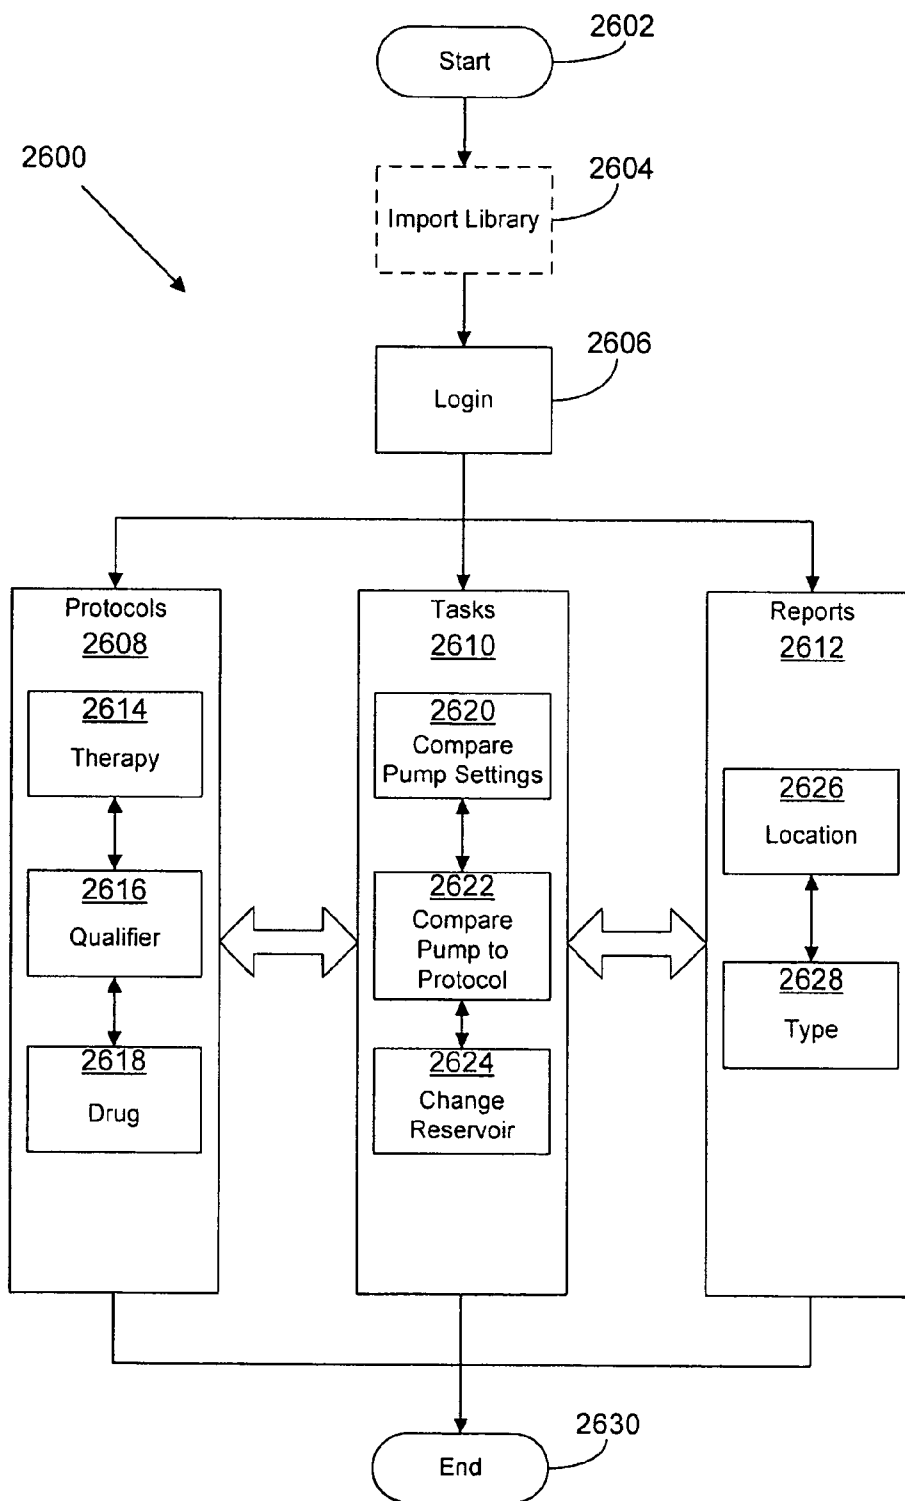 2602
Start
2600
2604
Import Library
2606
Login
Protocols
2608
2614
Therapy
2616
Qualifier
2618
Drug
Tasks
2610
2620
Compare
Pump Settings
2622
Compare
Pump to
Protocol
2624
Change
Reservoir
Reports
2612
2626
Location
2628
Type
2630
End